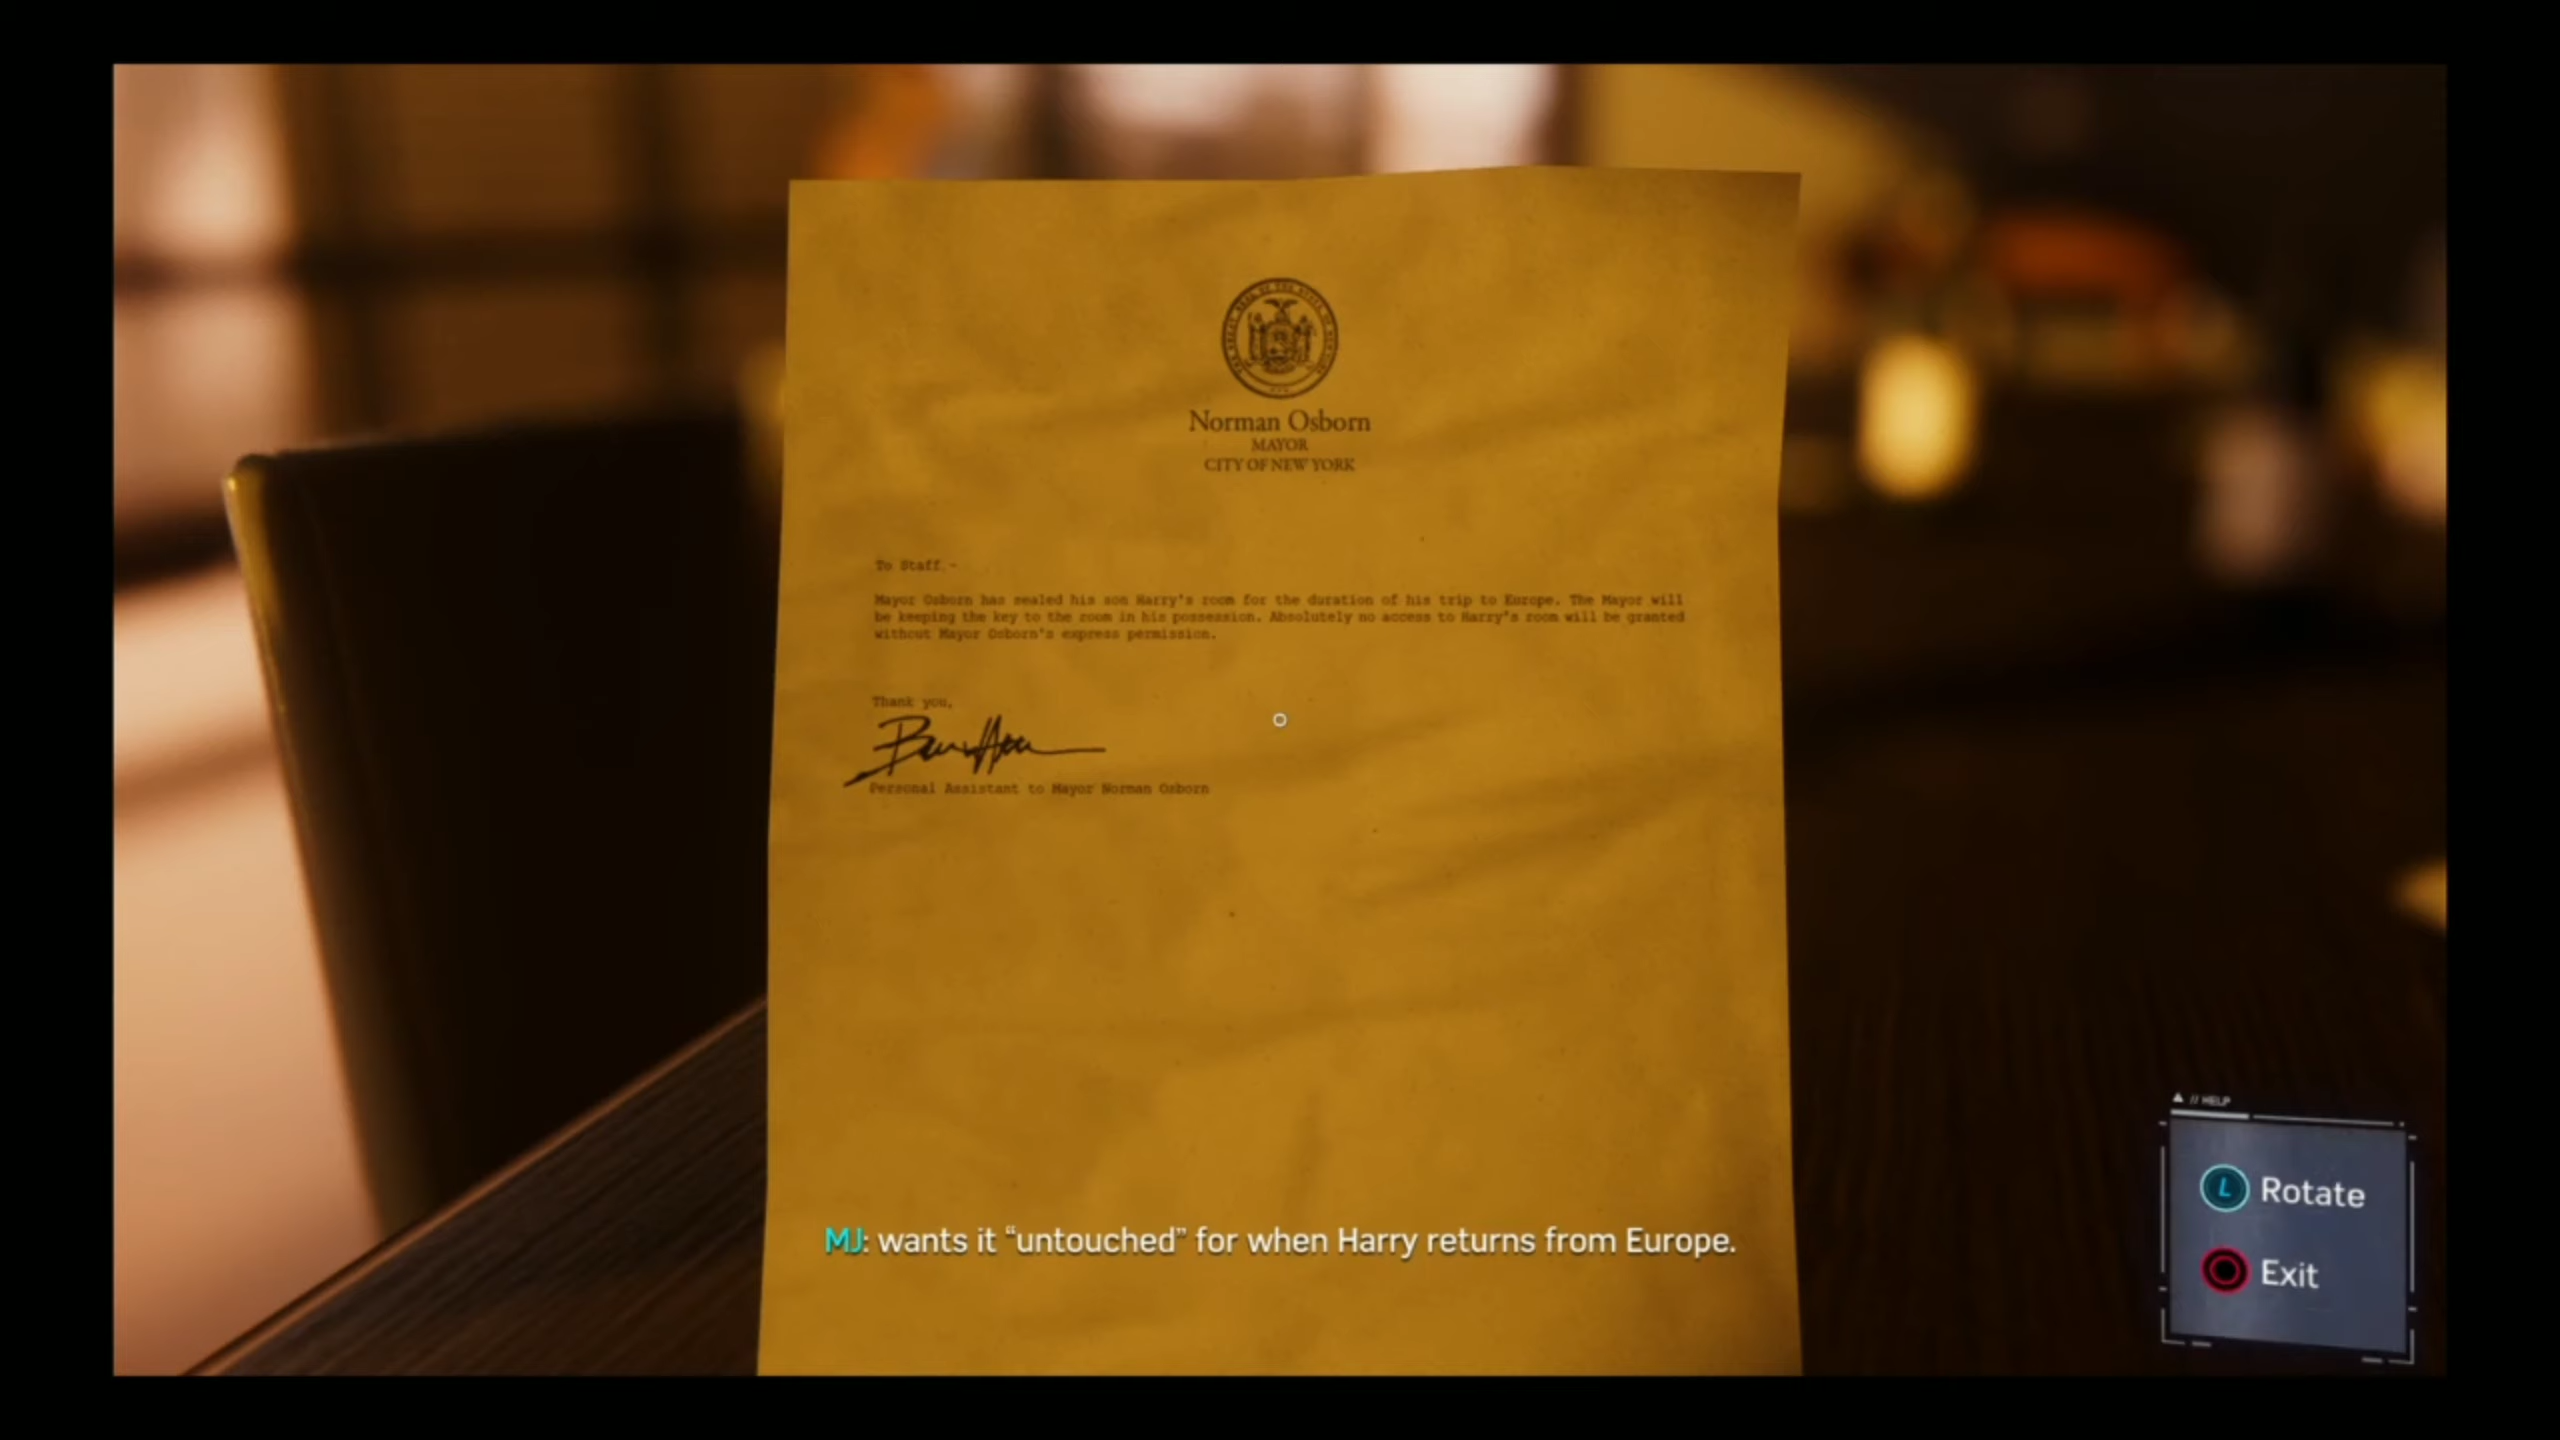 Norman Osborn
MAYOR
CITY OF NEW YORK
To Staff.-
Mayor Osborn has sealed his son Harry's room for the duration of his trip to Europe. The Mayor will
be keeping the key to the room in his possession. Absolutely no access to Harry's room will be granted
without Mayor Osborn's express permission.
Thank you,
Personal Assistant to Mayor Norman Osborn
MJ: wants it “untouched” for when Harry returns from Europe.
// HELP
L Rotate
Exit